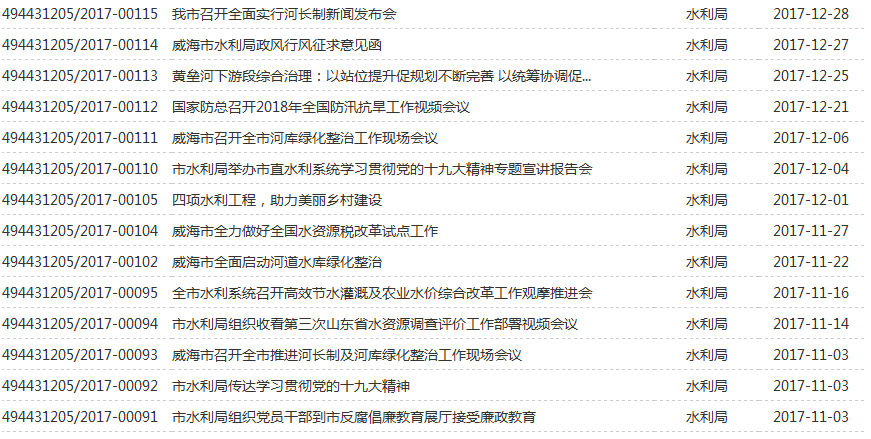 494431205/2017-00115 我市召开全面实行河长制新闻发布会 水利局 2017-12-28
494431205/2017-00114 威海市水利局政风行风征求意见函 水利局 2017-12-27
494431205/2017-00113 黄垒河下游段综合治理：以站位提升促规划不断完善 以统筹协调促... 水利局 2017-12-25
494431205/2017-00112 国家防总召开2018年全国防汛抗旱工作视频会议 水利局 2017-12-21
494431205/2017-00111 威海市召开全市河库绿化整治工作现场会议 水利局 2017-12-06
494431205/2017-00110 市水利局举办市直水利系统学习贯彻党的十九大精神专题宣讲报告会 水利局 2017-12-04
494431205/2017-00105 四项水利工程，助力美丽乡村建设 水利局 2017-12-01
494431205/2017-00104 威海市全力做好全国水资源税改革试点工作 水利局 2017-11-27
494431205/2017-00102 威海市全面启动河道水库绿化整治 水利局 2017-11-22
494431205/2017-00095 全市水利系统召开高效节水灌溉及农业水价综合改革工作观摩推进会 水利局 2017-11-16
494431205/2017-00094 市水利局组织收看第三次山东省水资源调查评价工作部署视频会议 水利局 2017-11-14
494431205/2017-00093 威海市召开全市推进河长制及河库绿化整治工作现场会议 水利局 2017-11-03
494431205/2017-00092 市水利局传达学习贯彻党的十九大精神 水利局 2017-11-03
494431205/2017-00091 市水利局组织党员干部到市反腐倡廉教育展厅接受廉政教育 水利局 2017-11-03